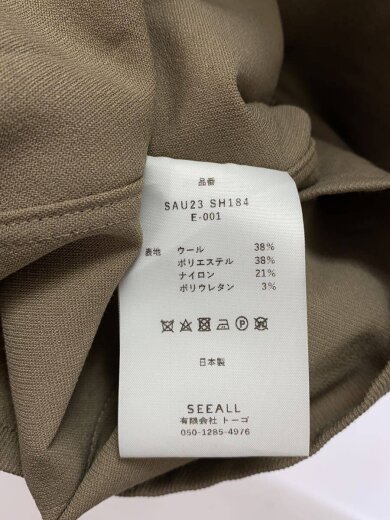 品番
SAU23 SH184
E-001
表地 ウール 38%
ポリエステル 38%
ナイロン 21%
ポリウレタン 3%
日本製
SEEALL
有限会社 トーゴ
050-1285-4976